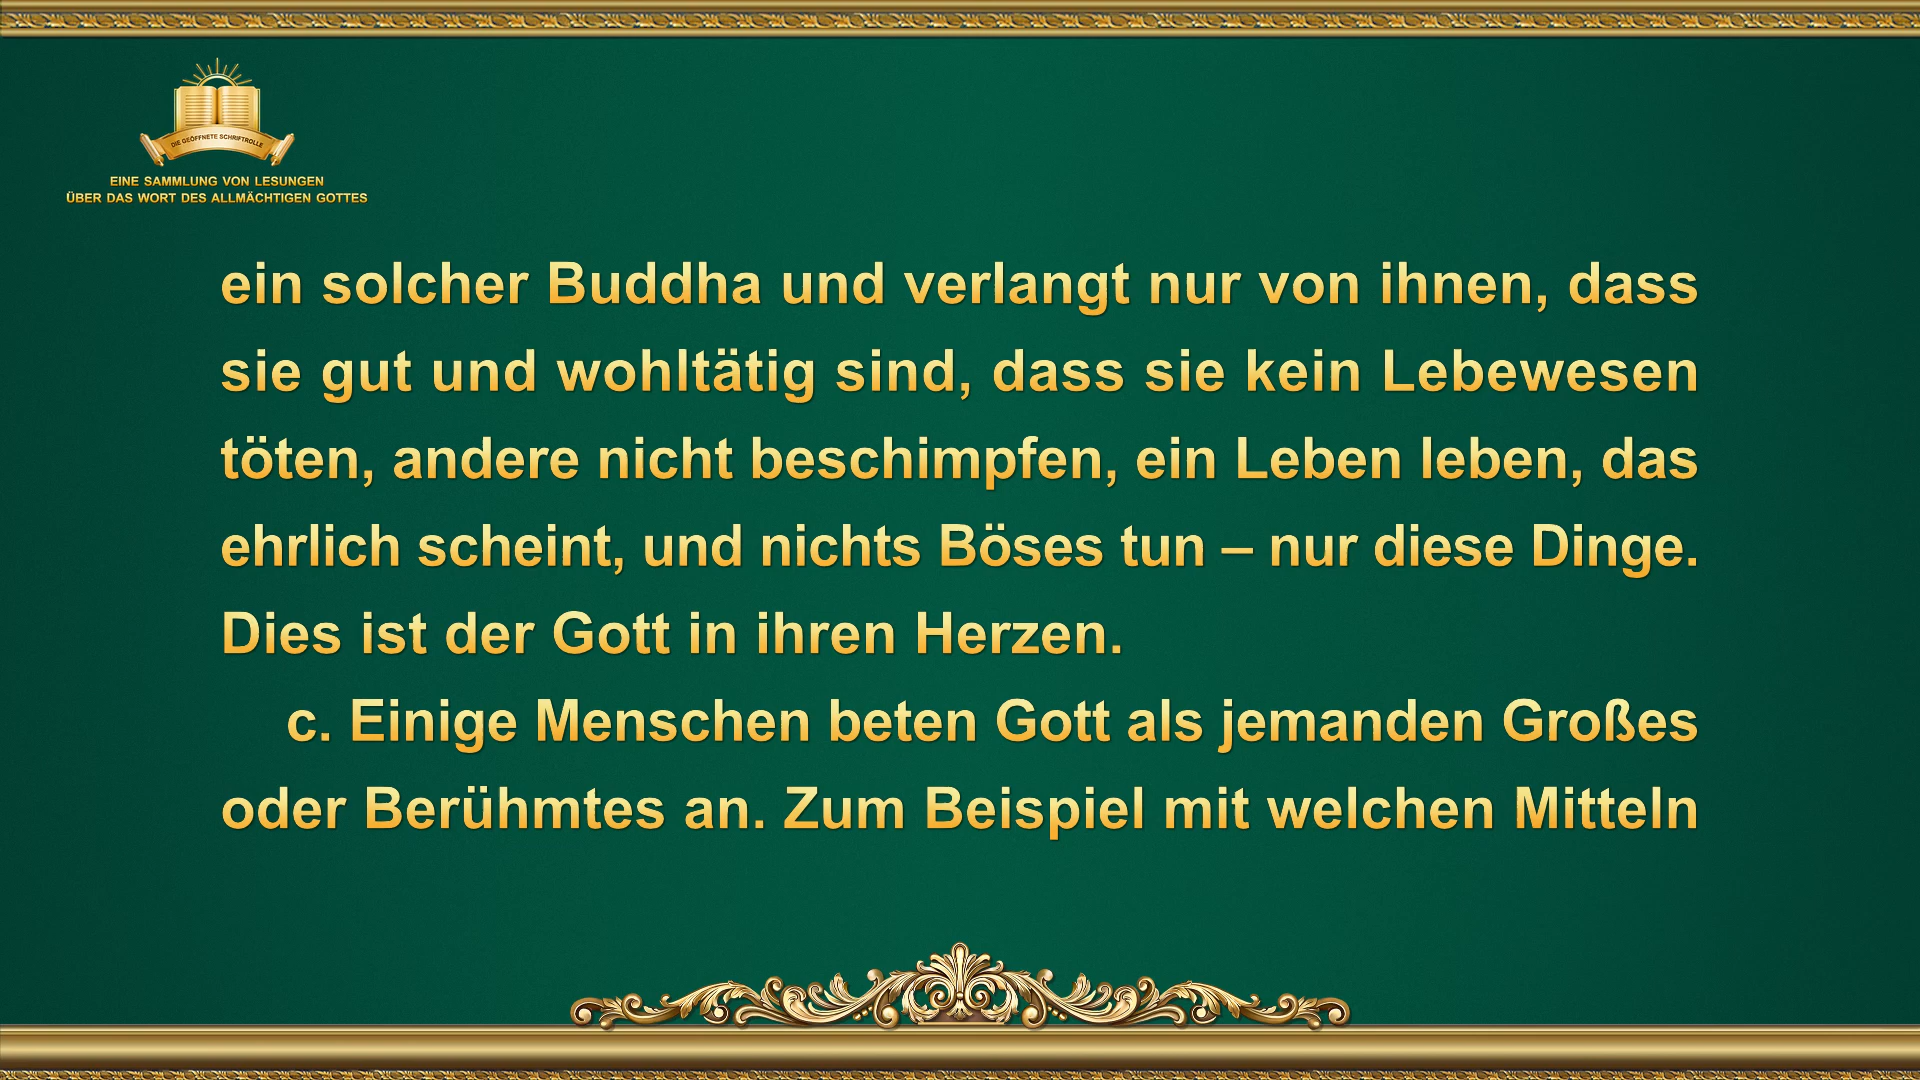 DIE GEÖFFNETE SCHRIFTROLLE
EINE SAMMLUNG VON LESUNGEN
ÜBER DAS WORT DES ALLMÄCHTIGEN GOTTES
ein solcher Buddha und verlangt nur von ihnen, dass
sie gut und wohltätig sind, dass sie kein Lebewesen
töten, andere nicht beschimpfen, ein Leben leben, das
ehrlich scheint, und nichts Böses tun – nur diese Dinge.
Dies ist der Gott in ihren Herzen.
c. Einige Menschen beten Gott als jemanden Großes
oder Berühmtes an. Zum Beispiel mit welchen Mitteln